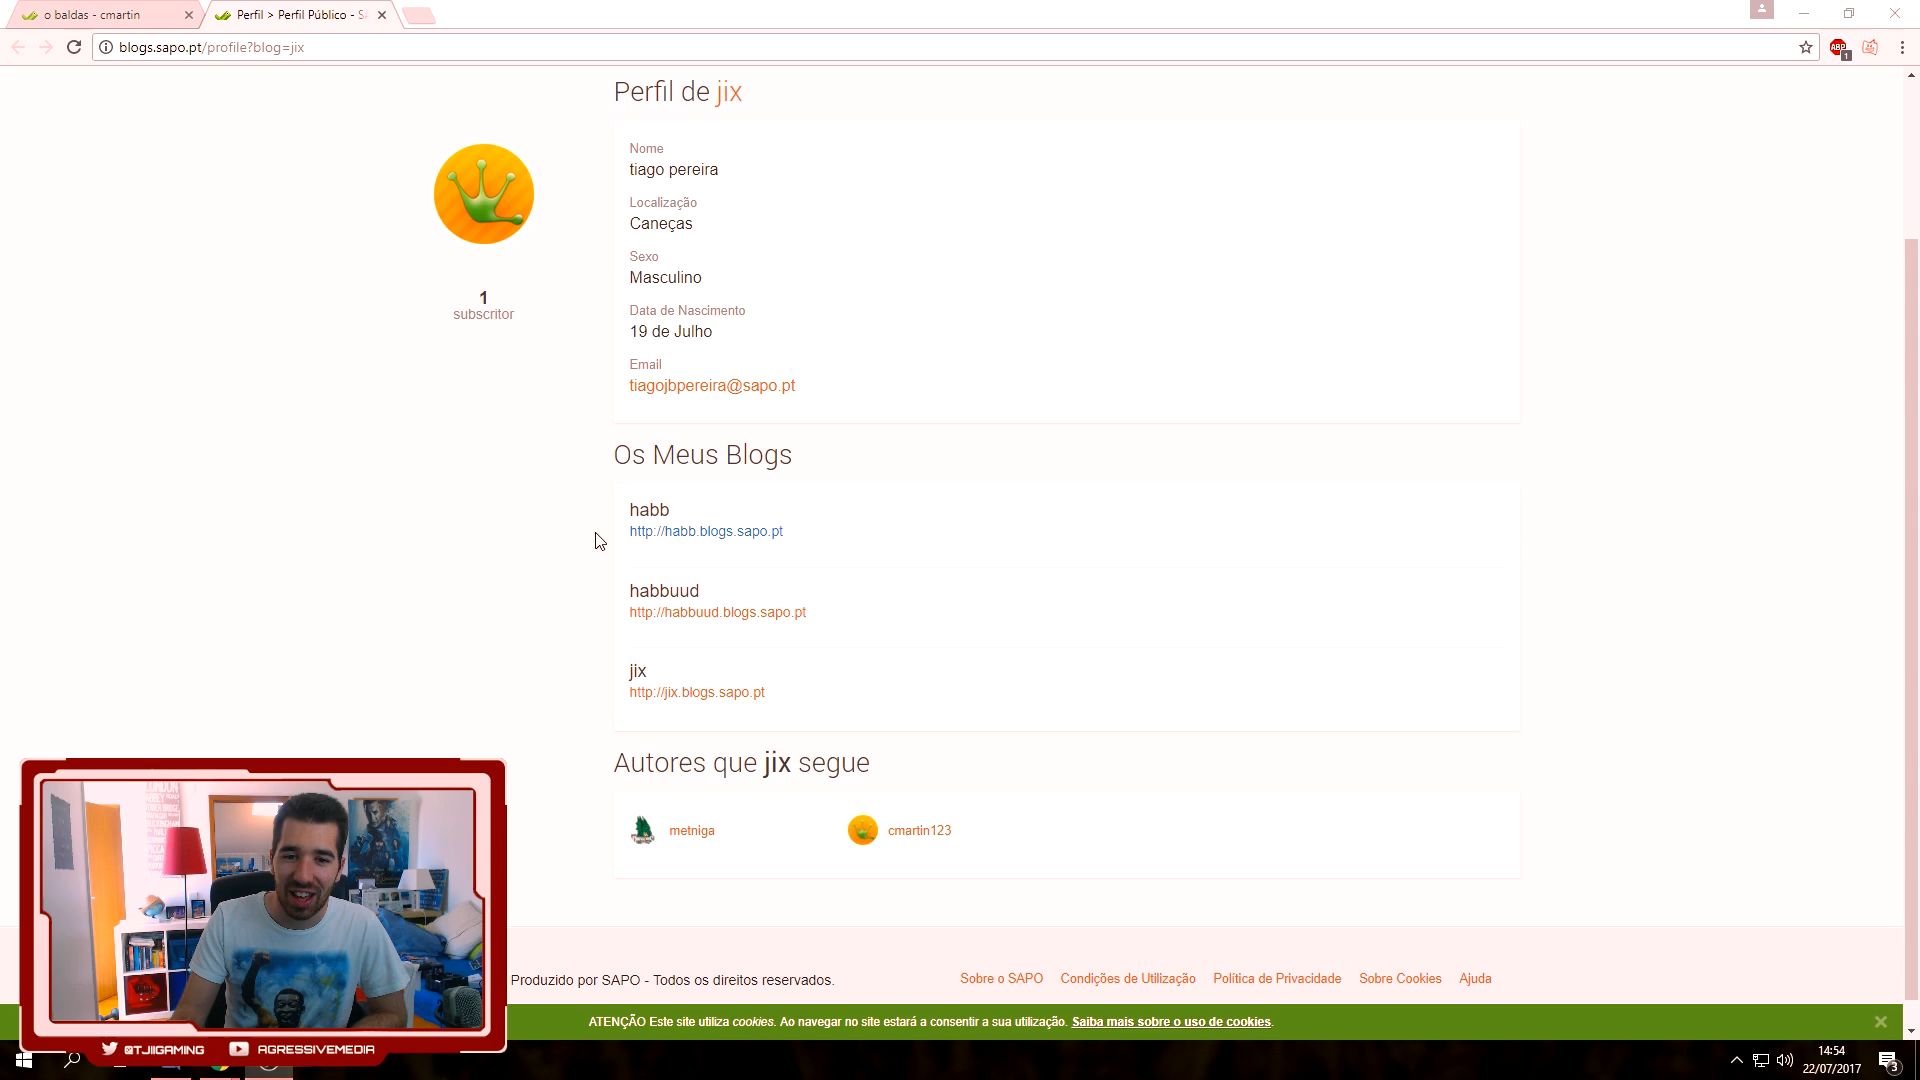 o baldas - cmartin
Perfil > Perfil Público - S
blogs.sapo.pt/profile?blog=jix
ABP
1
Perfil de jix
Nome
tiago pereira
Localização
Caneças
Sexo
Masculino
1
subscritor
Data de Nascimento
19 de Julho
Email
tiagojbpereira@sapo.pt
Os Meus Blogs
habb
http://habb.blogs.sapo.pt
habbuud
http://habbuud.blogs.sapo.pt
jix
http://jix.blogs.sapo.pt
Autores que jix segue
metniga
cmartin123
LONDON
Produzido por SAPO - Todos os direitos reservados.
Sobre o SAPO
Condições de Utilização
Política de Privacidade
Sobre Cookies
Ajuda
ATENÇÃO Este site utiliza cookies. Ao navegar no site estará a consentir a sua utilização. Saiba mais sobre o uso de cookies.
@TJIIGAMING
AGRESSIVEMEDIA
14:54
22/07/2017
3